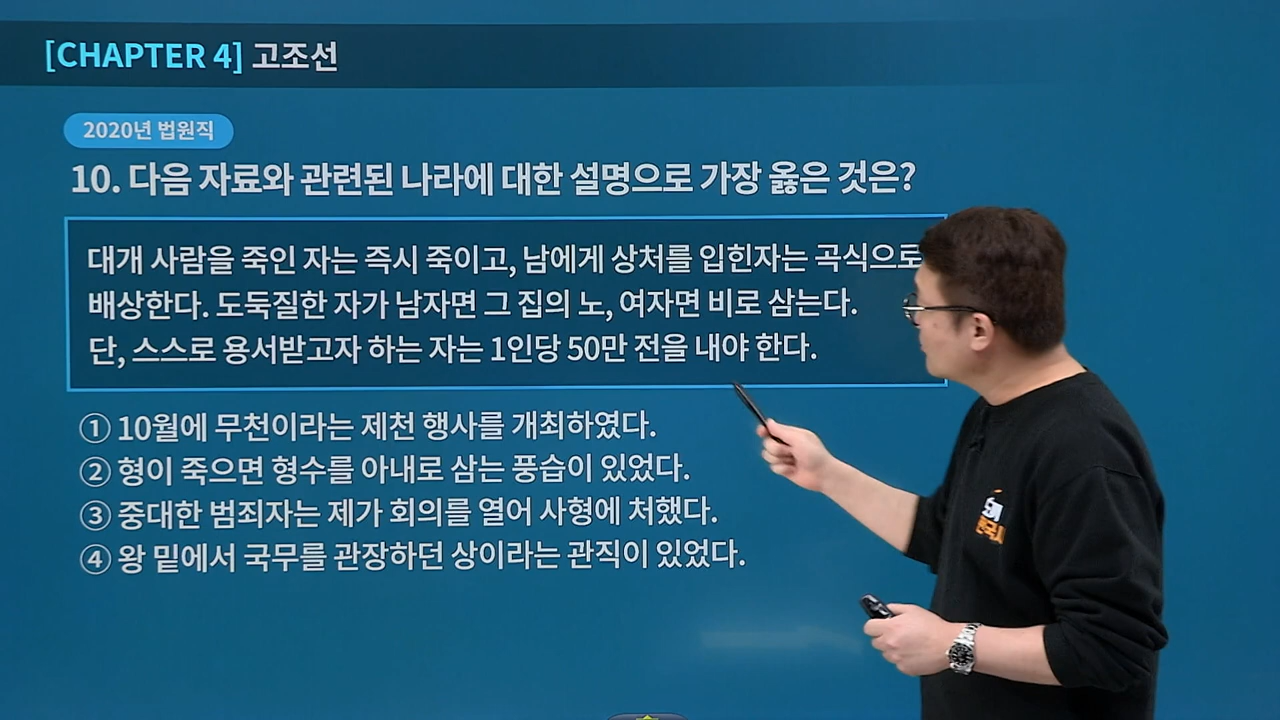 [CHAPTER 4] 고조선
2020년 법원직
10. 다음 자료와 관련된 나라에 대한 설명으로 가장 옳은 것은?
대개 사람을 죽인 자는 즉시 죽이고, 남에게 상처를 입힌자는 곡식으로
배상한다. 도둑질한 자가 남자면 그 집의 노, 여자면 비로 삼는다.
단, 스스로 용서받고자 하는 자는 1인당 50만 전을 내야 한다.
① 10월에 무천이라는 제천 행사를 개최하였다.
② 형이 죽으면 형수를 아내로 삼는 풍습이 있었다.
③ 중대한 범죄자는 제가 회의를 열어 사형에 처했다.
④ 왕 밑에서 국무를 관장하던 상이라는 관직이 있었다.